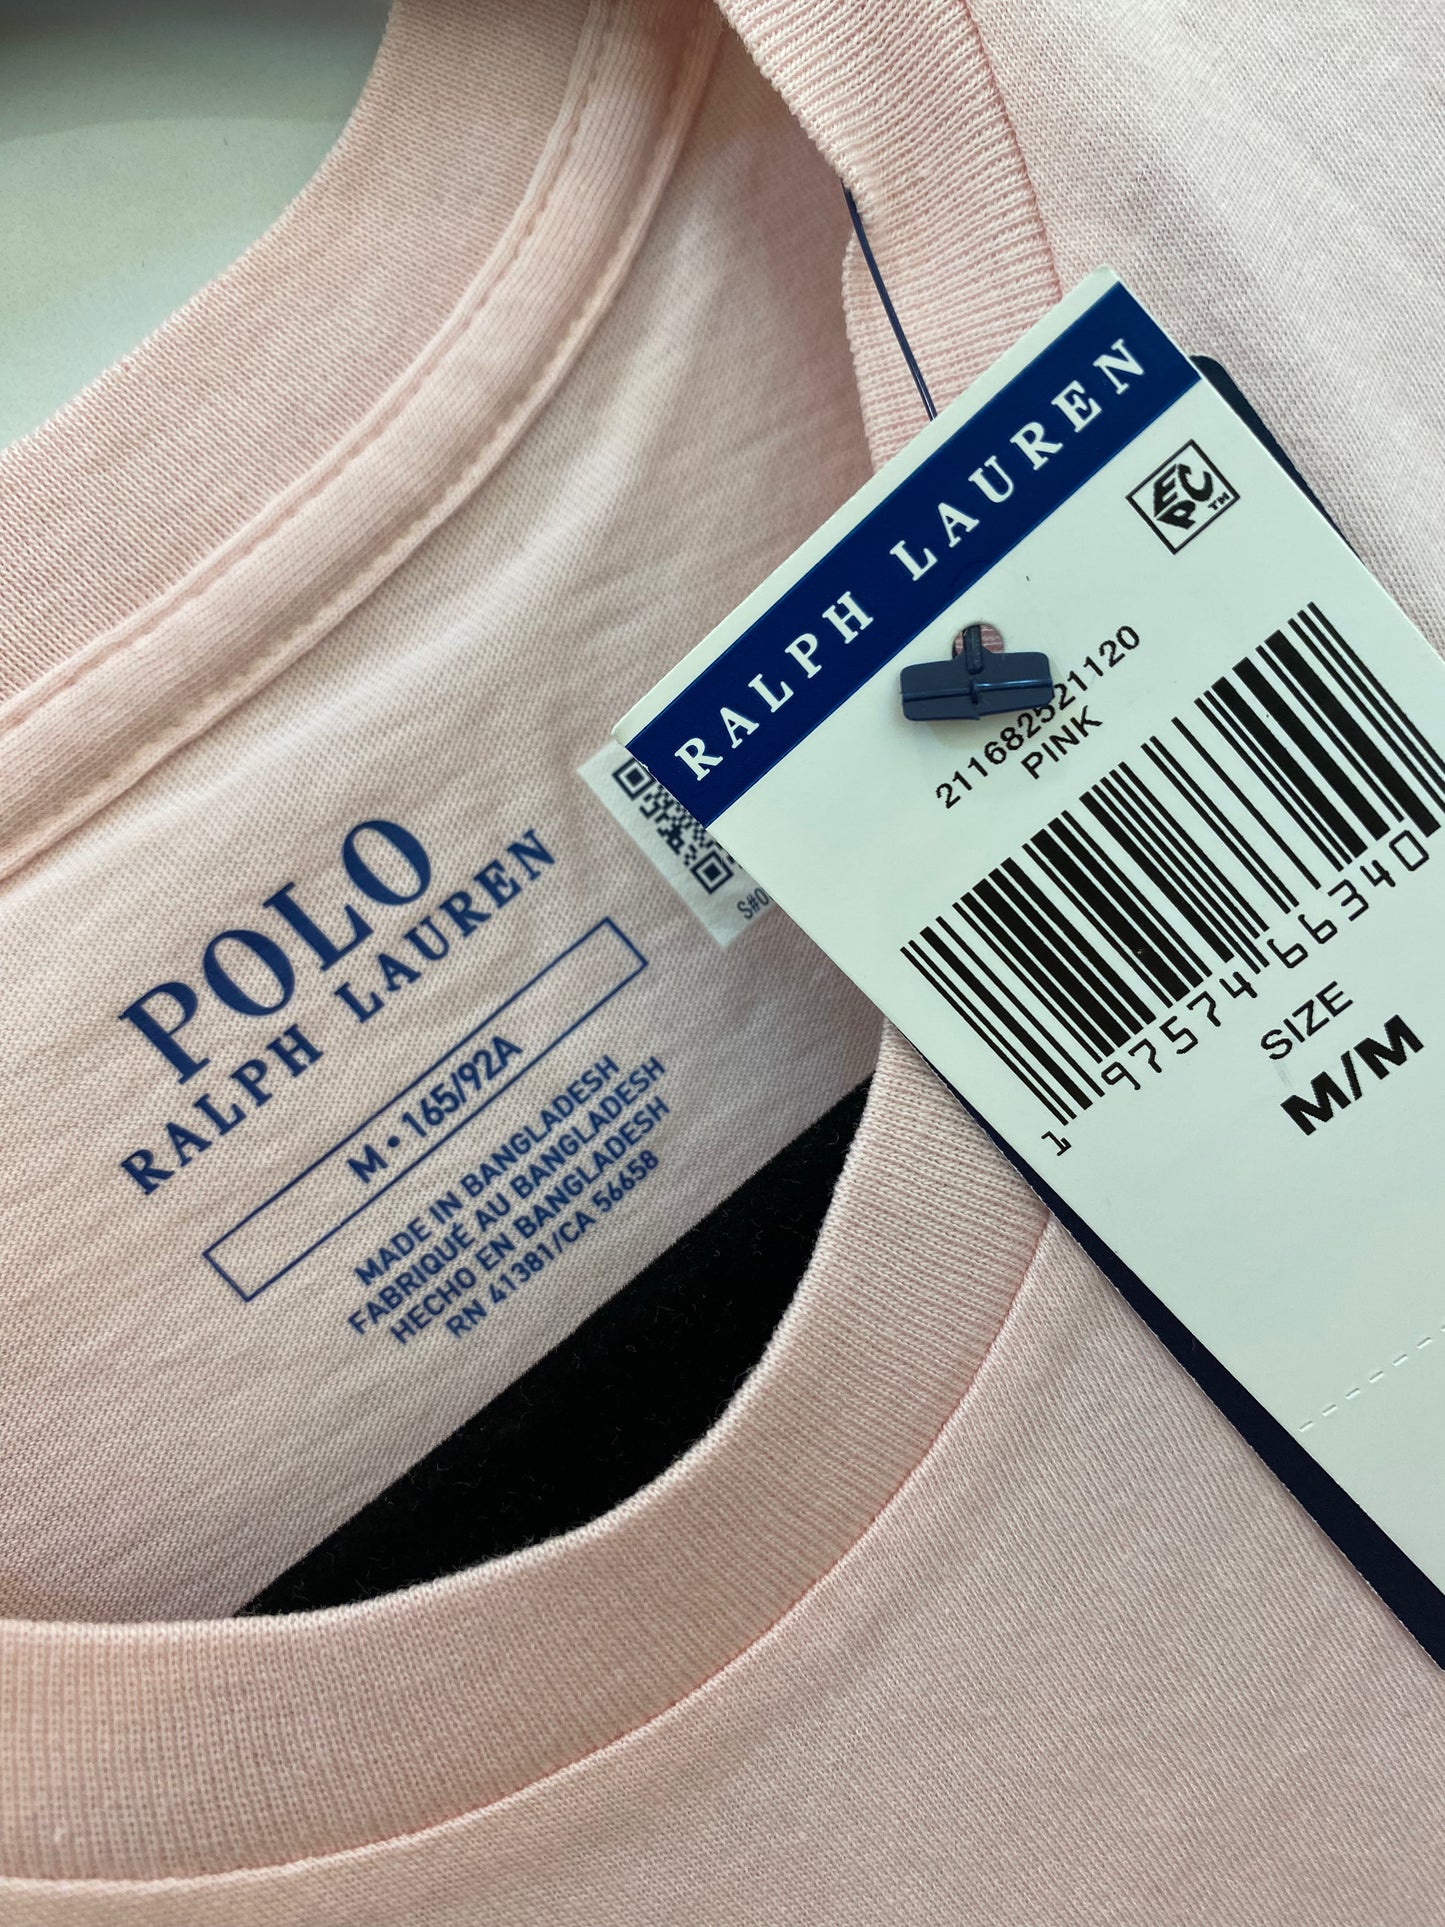 POLO
RALPH LAUREN
M • 165/92A
MADE IN BANGLADESH
FABRIQUÉ AU BANGLADESH
HECHO EN BANGLADESH
RN 41381/CA 56658
RALPH LAUREN
EPC™
211682521120
PINK
1 97574 66340
SIZE
M/M